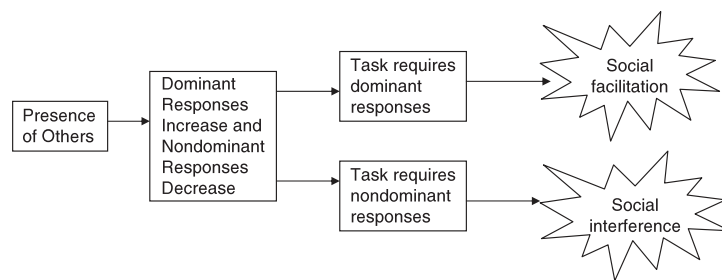 Presence
of Others
Dominant
Responses
Increase and
Nondominant
Responses
Decrease
Task requires
dominant
responses
Social
facilitation
Task requires
nondominant
responses
Social
interference